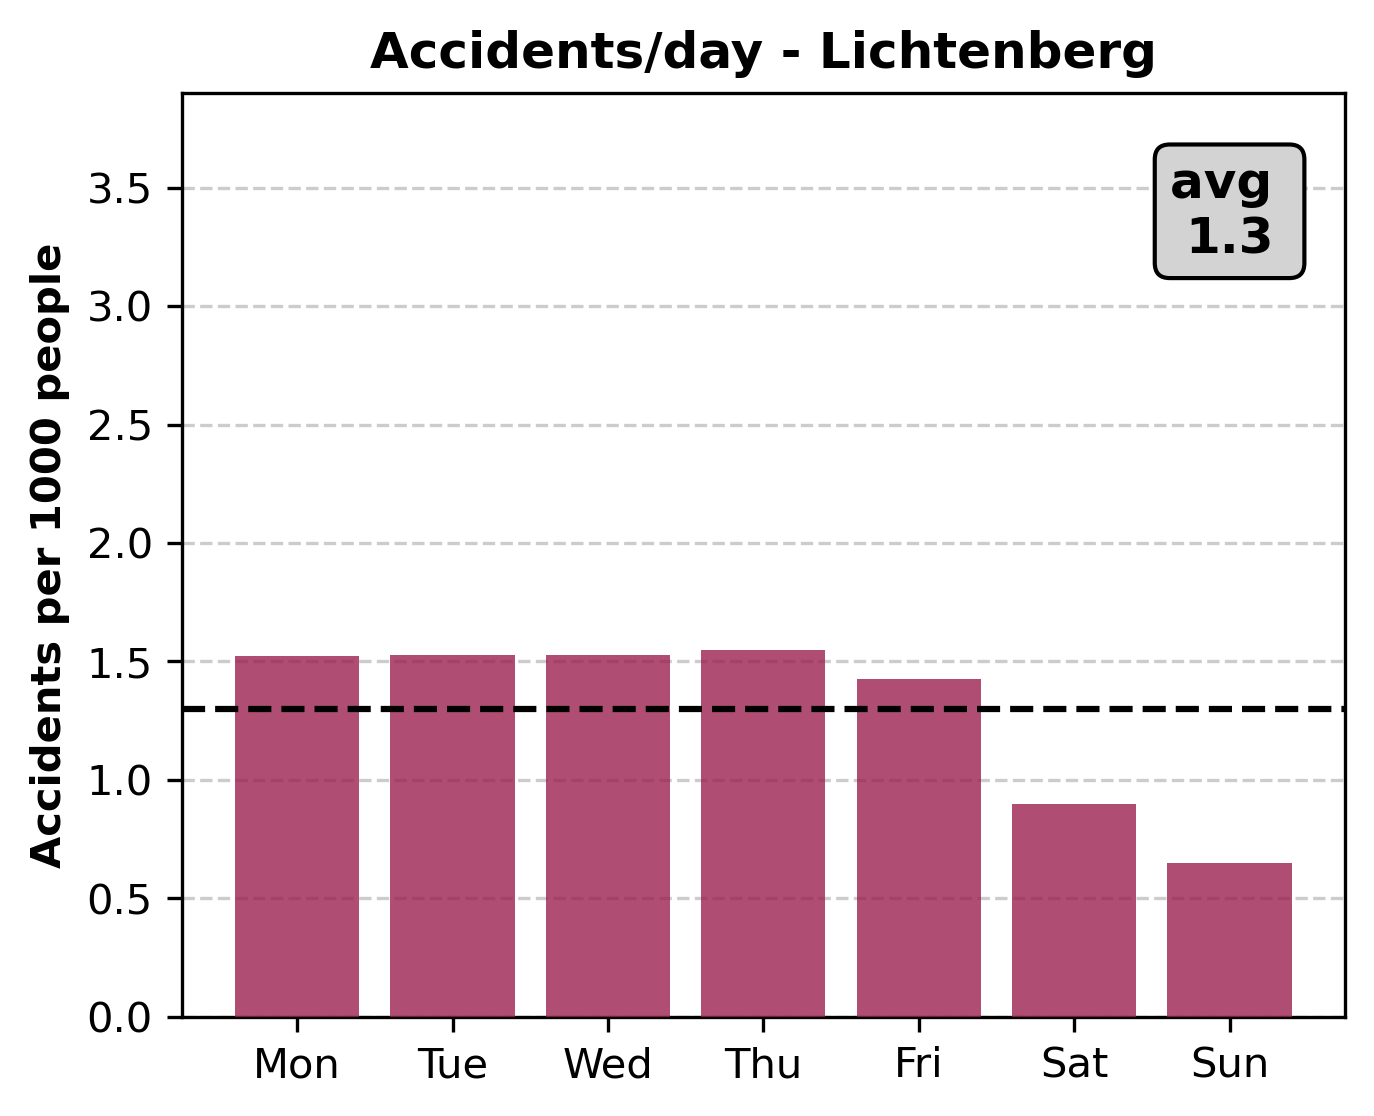 Accidents/day - Lichtenberg
avg
1.3
Accidents per 1000 people
3.5
3.0
2.5
2.0
1.5
1.0
0.5
0.0
Mon Tue Wed Thu Fri Sat Sun